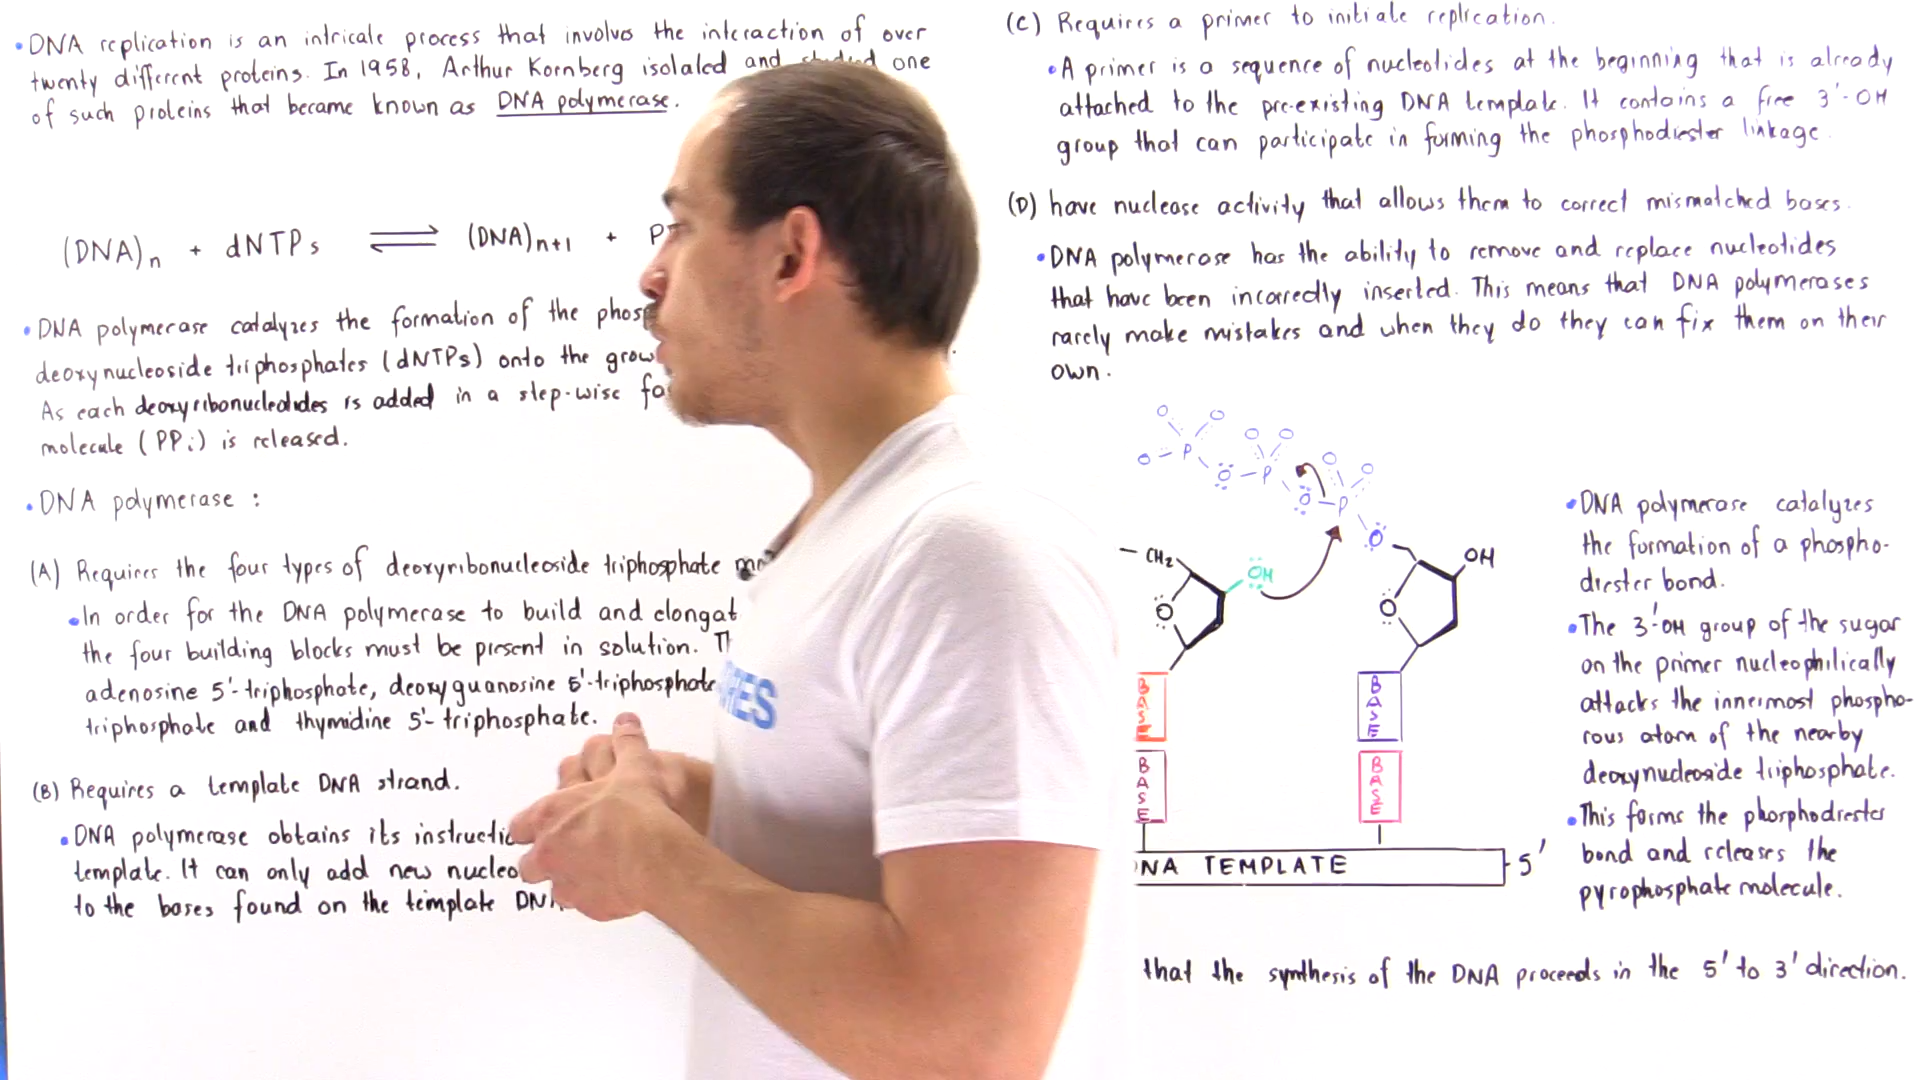 • DNA replication is an intricate process that involves the interaction of over
twenty different proteins. In 1958, Arthur Kornberg isolated and studied one
of such proteins that became known as DNA polymerase.
(DNA)n + dNTPs ⇌ (DNA)n+1 + P
• DNA polymerase catalyzes the formation of the
deoxynucleoside triphosphates (dNTPs) onto the
As each deoxyribonucleotides is added in a step-wise
molecule (PPi) is released.
• DNA polymerase :
(A) Requires the four types of deoxyribonucleoside triphosphate
• In order for the DNA polymerase to build and elongat
the four building blocks must be present in solution.
adenosine 5'-triphosphate, deoxyguanosine 5'-triphosphate
triphosphate and thymidine 5'-triphosphate.
(B) Requires a template DNA strand.
• DNA polymerase obtains its
template. It can only add new
to the bases found on the template DNA
(C) Requires a primer to initiate replication.
• A primer is a sequence of nucleotides at the beginning that is already
attached to the pre-existing DNA template. It contains a free 3'-OH
group that can participate in forming the phosphodiester linkage.
(D) have nuclease activity that allows them to correct mismatched bases.
• DNA polymerase has the ability to remove and replace nucleotides
that have been incorrectly inserted. This means that DNA polymerases
rarely make mistakes and when they do they can fix them on their
own.
O O O O
O – P O – P O O
O – P
O
– CH2 OH OH
O O
BASE BASE
BASE BASE
NA TEMPLATE 5'
• DNA polymerase catalyzes
the formation of a phospho-
diester bond.
• The 3'-OH group of the sugar
on the primer nucleophilically
attacks the innermost phospho-
rous atom of the nearby
deoxynucleoside triphosphate.
• This forms the phosphodiester
bond and releases the
pyrophosphate molecule.
that the synthesis of the DNA proceeds in the 5' to 3' direction.
RES